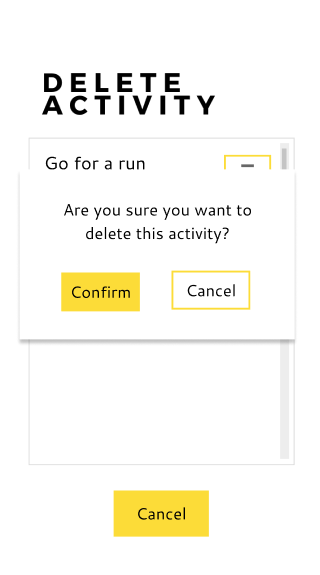 DELETE
ACTIVITY
Go for a run
Are you sure you want to
delete this activity?
Confirm
Cancel
Cancel